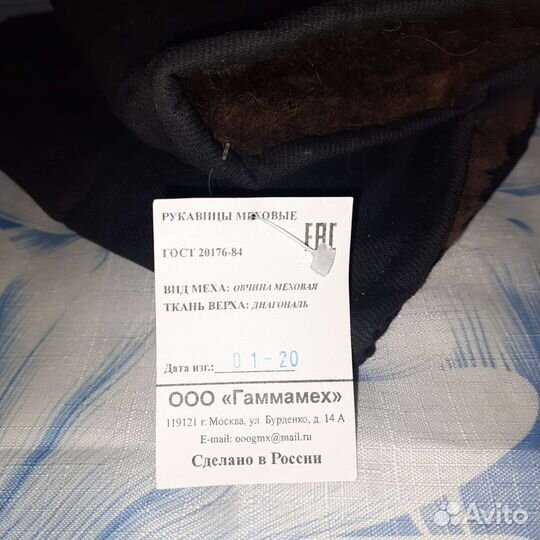 РУКАВИЦЫ МЕХОВЫЕ
EAC
ГОСТ 20176-84
ВИД МЕХА: ОВЧИНА МЕХОВАЯ
ТКАНЬ ВЕРХА: ДИАГОНАЛЬ
Дата изг.: 01-20
ООО «Гаммамех»
119121 г. Москва, ул. Бурденко, д. 14 А
E-mail: ooogmx@mail.ru
Сделано в России
Avito